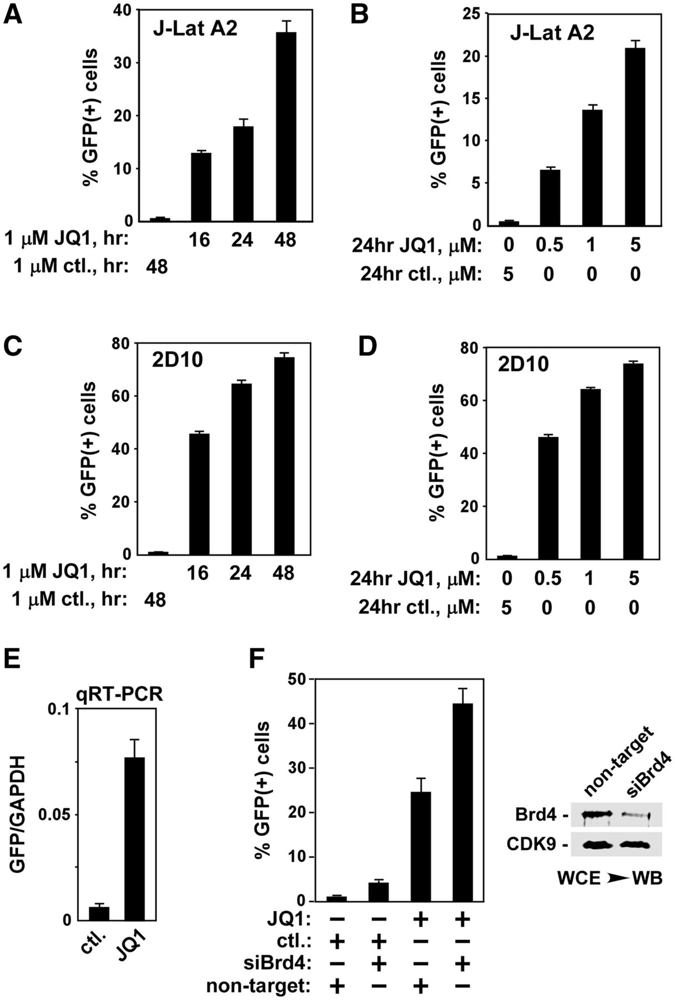 A
J-Lat A2
% GFP(+) cells
40
30
20
10
0
1 µM JQ1, hr: 16 24 48
1 µM ctl., hr: 48
B
J-Lat A2
% GFP(+) cells
25
20
15
10
5
0
24hr JQ1, µM: 0 0.5 1 5
24hr ctl., µM: 5 0 0 0
C
2D10
% GFP(+) cells
80
60
40
20
0
1 µM JQ1, hr: 16 24 48
1 µM ctl., hr: 48
D
2D10
% GFP(+) cells
80
60
40
20
0
24hr JQ1, µM: 0 0.5 1 5
24hr ctl., µM: 5 0 0 0
E
qRT-PCR
GFP/GAPDH
0.1
0.05
0
ctl. JQ1
F
% GFP(+) cells
50
40
30
20
10
0
JQ1: − − + +
ctl.: + + − −
siBrd4: − + − +
non-target: + − + −
non-target siBrd4
Brd4 -
CDK9 -
WCE ➤ WB